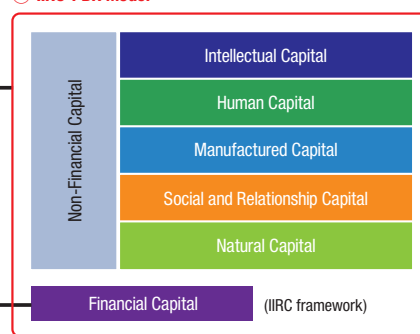 Non-Financial Capital
Intellectual Capital
Human Capital
Manufactured Capital
Social and Relationship Capital
Natural Capital
Financial Capital
(IIRC framework)